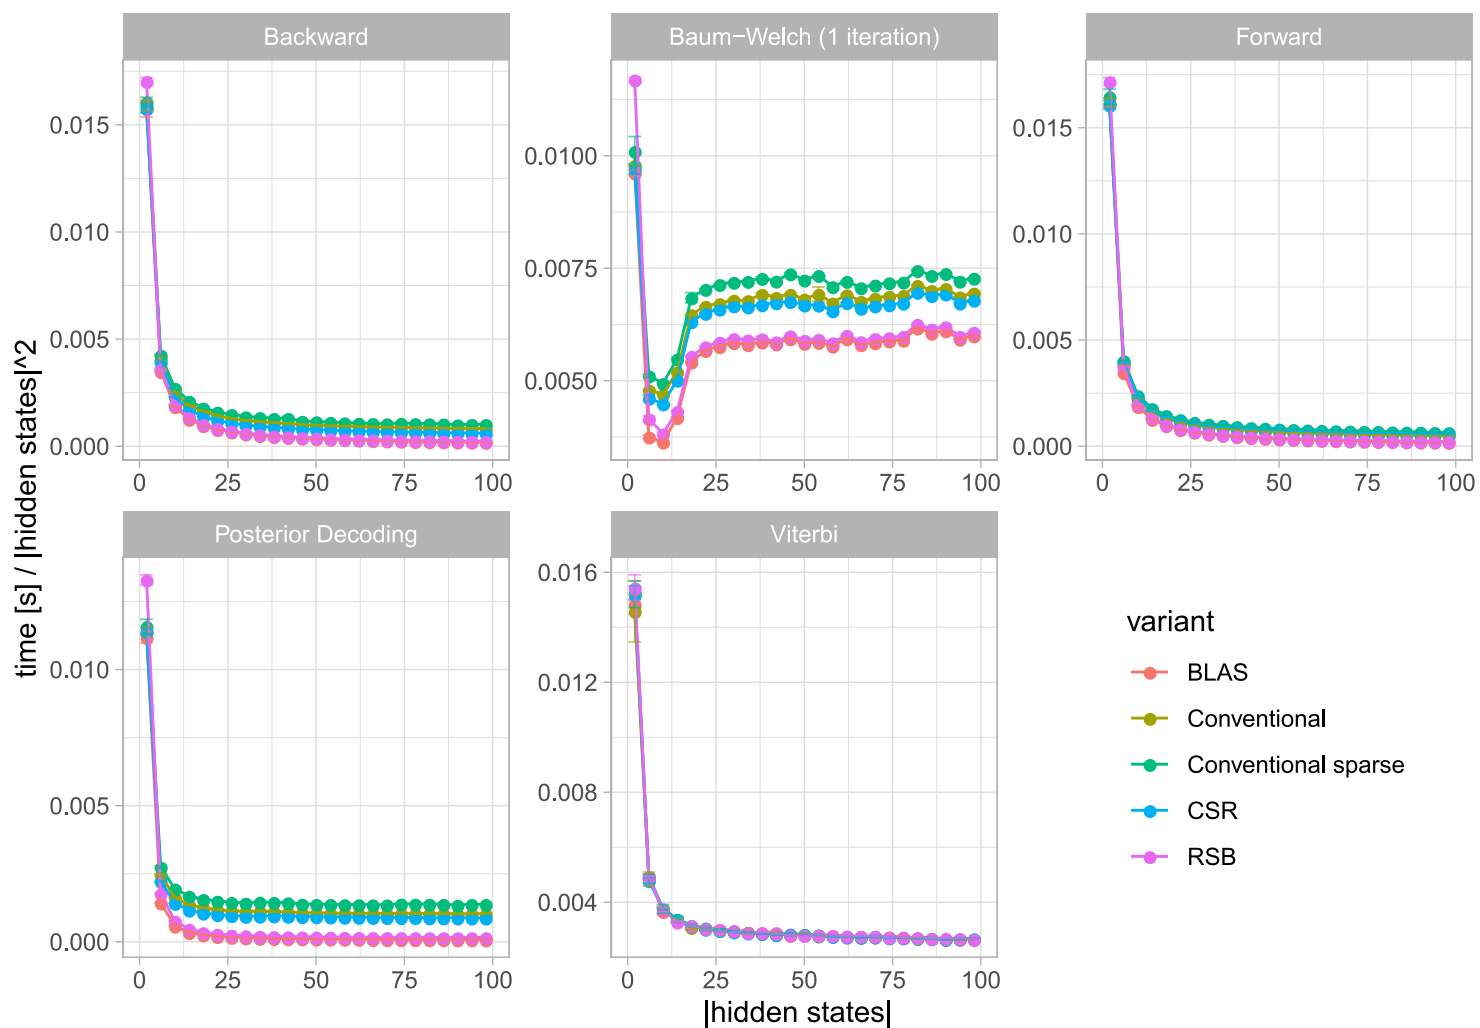 Backward
Baum−Welch (1 iteration)
Forward
0.015
0.010
0.005
0.000
0.0100
0.0075
0.0050
0.015
0.010
0.005
0.000
0 25 50 75 100
0 25 50 75 100
0 25 50 75 100
time [s] / |hidden states|^2
Posterior Decoding
Viterbi
0.010
0.005
0.000
0.016
0.012
0.008
0.004
0 25 50 75 100
0 25 50 75 100
|hidden states|
variant
BLAS
Conventional
Conventional sparse
CSR
RSB